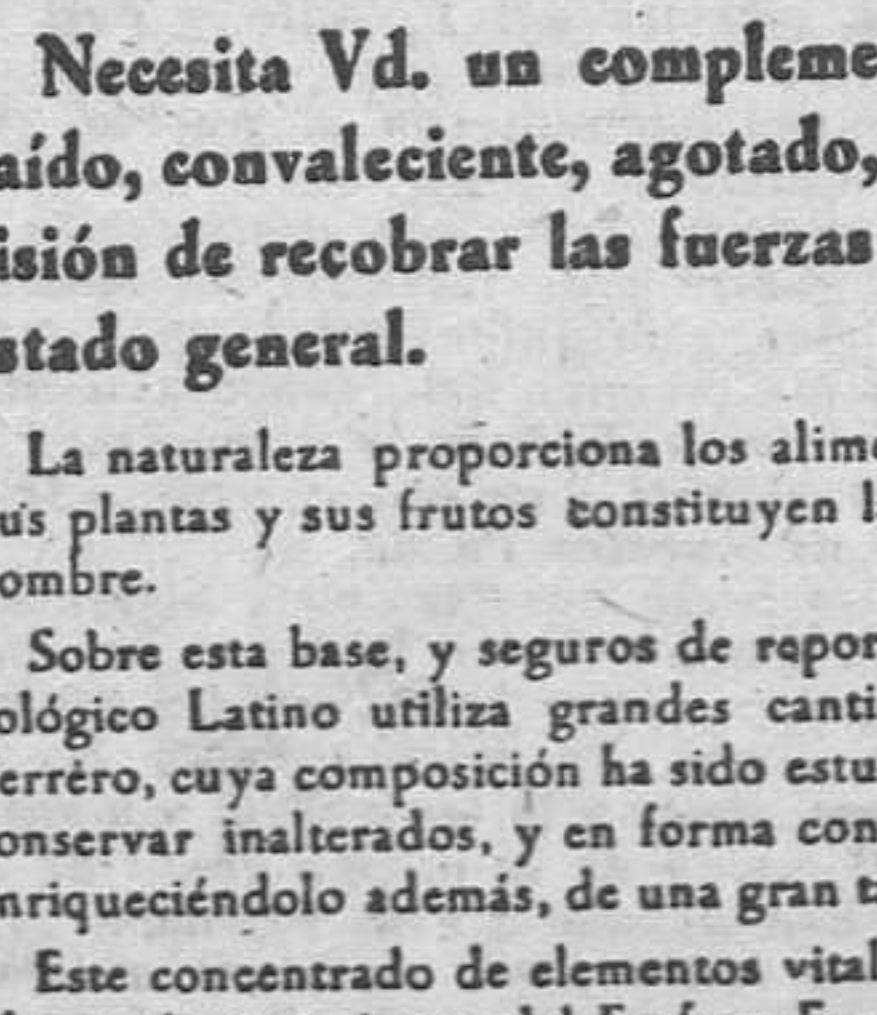 Necesita Vd. un compleme
aído, convaleciente, agotado,
isión de recobrar las fuerzas
stado general.
La naturaleza proporciona los alime
us plantas y sus frutos constituyen l
ombre.
Sobre esta base, y seguros de repor
ológico Latino utiliza grandes canti
errero, cuya composición ha sido estu
onservar inalterados, y en forma con
nriqueciéndolo además, de una gran t
Este concentrado de elementos vital